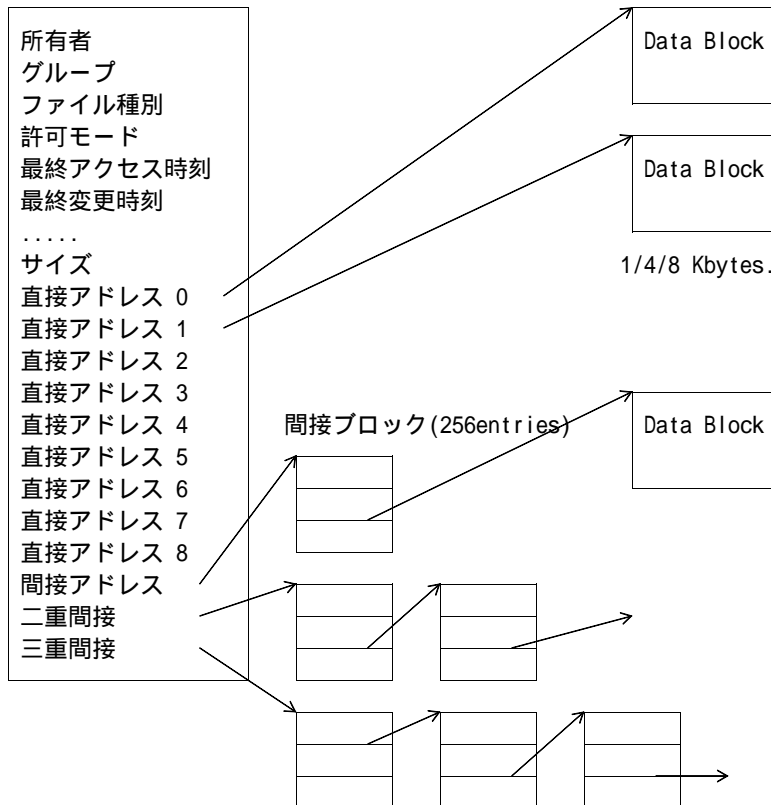 所有者
グループ
ファイル種別
許可モード
最終アクセス時刻
最終変更時刻
.....
サイズ
直接アドレス 0
直接アドレス 1
直接アドレス 2
直接アドレス 3
直接アドレス 4
直接アドレス 5
直接アドレス 6
直接アドレス 7
直接アドレス 8
間接アドレス
二重間接
三重間接
間接ブロック(256entries)
Data Block
Data Block
1/4/8 Kbytes.
Data Block